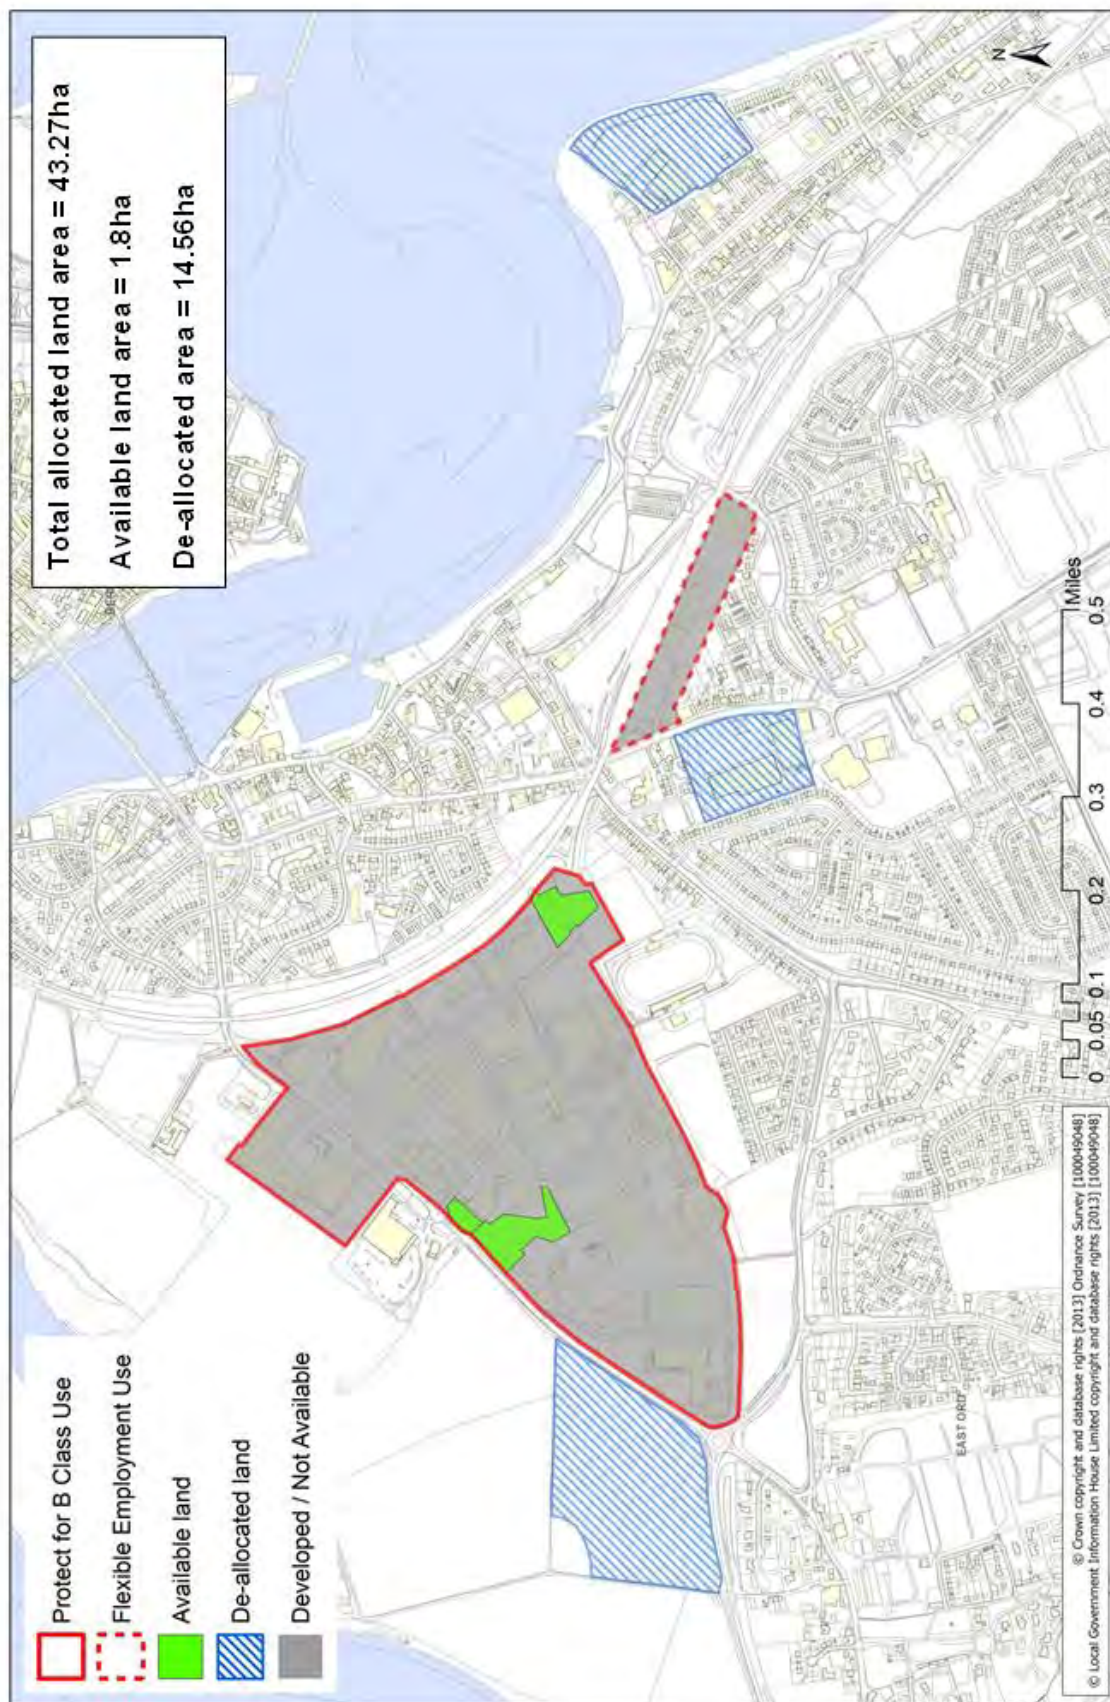 Total allocated land area = 43.27ha
Available land area = 1.8ha
De-allocated area = 14.56ha
N
Protect for B Class Use
Flexible Employment Use
Available land
De-allocated land
Developed / Not Available
EAST ORD
Miles
0 0.05 0.1 0.2 0.3 0.4 0.5
© Crown copyright and database rights [2013] Ordnance Survey [100049048]
© Local Government Information House Limited copyright and database rights [2013] [100049048]